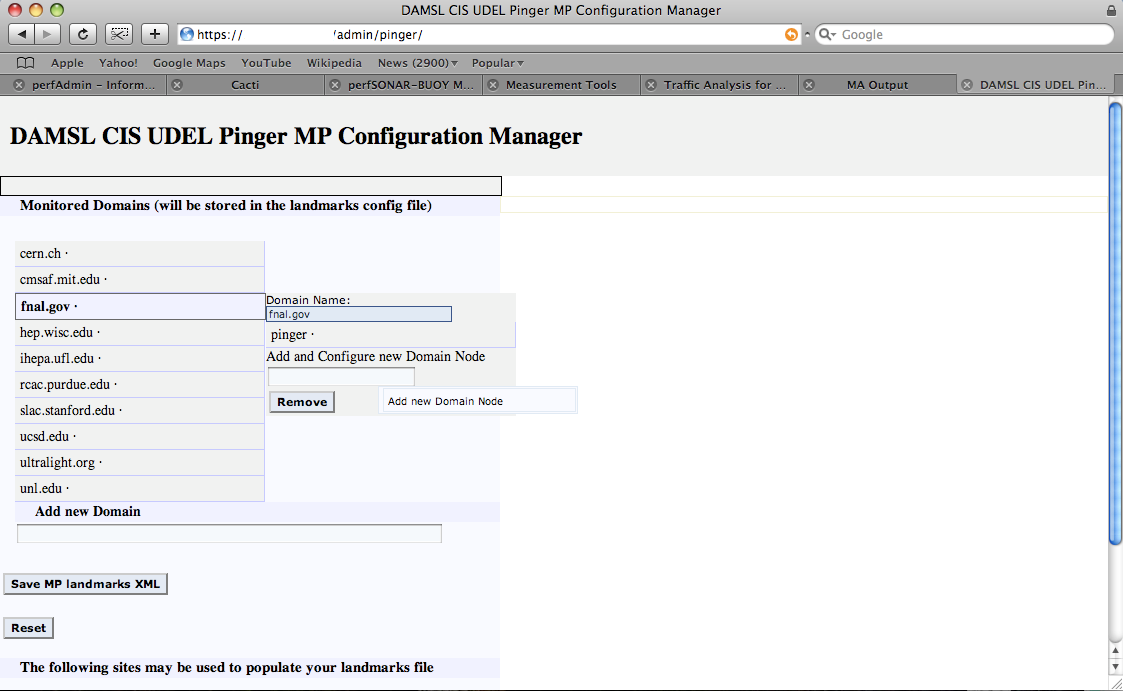 DAMSL CIS UDEL Pinger MP Configuration Manager
https:// /admin/pinger/
Google
Apple Yahoo! Google Maps YouTube Wikipedia News (2900) Popular
perfAdmin – Inform... Cacti perfSONAR-BUOY M... Measurement Tools Traffic Analysis for ... MA Output DAMSL CIS UDEL Pin...
DAMSL CIS UDEL Pinger MP Configuration Manager
Monitored Domains (will be stored in the landmarks config file)
cern.ch ·
cmsaf.mit.edu ·
fnal.gov ·
Domain Name:
fnal.gov
hep.wisc.edu ·
pinger ·
ihepa.ufl.edu ·
Add and Configure new Domain Node
rcac.purdue.edu ·
slac.stanford.edu ·
Remove
Add new Domain Node
ucsd.edu ·
ultralight.org ·
unl.edu ·
Add new Domain
Save MP landmarks XML
Reset
The following sites may be used to populate your landmarks file